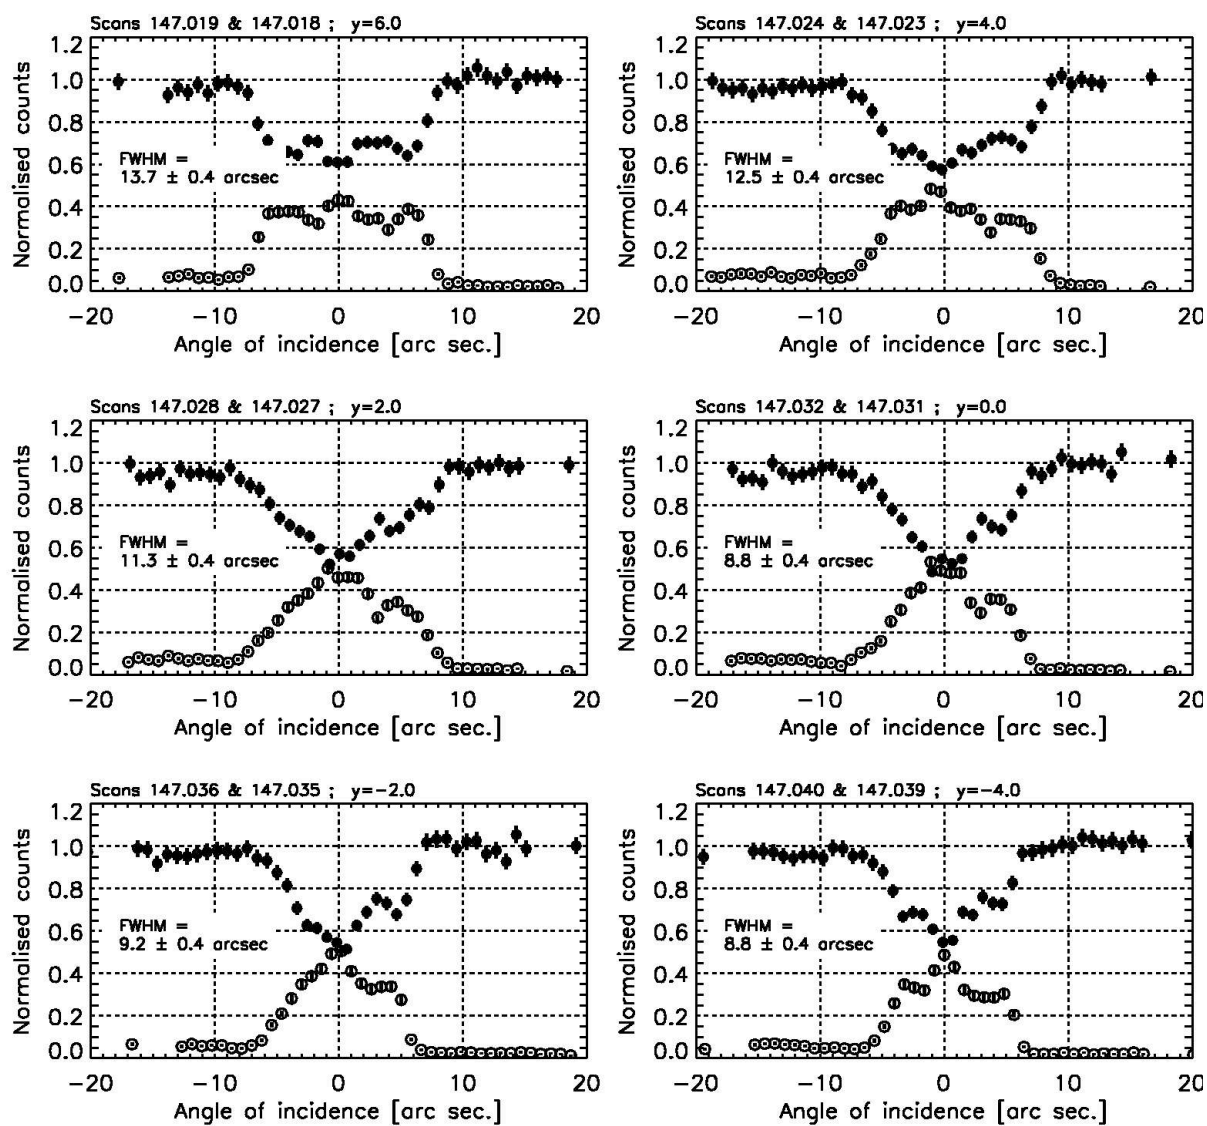 Scans 147.019 & 147.018 ; y=6.0
1.2
1.0
0.8
0.6
0.4
0.2
0.0
Normalised counts
FWHM =
13.7 ± 0.4 arcsec
-20 -10 0 10 20
Angle of incidence [arc sec.]
Scans 147.024 & 147.023 ; y=4.0
1.2
1.0
0.8
0.6
0.4
0.2
0.0
Normalised counts
FWHM =
12.5 ± 0.4 arcsec
-20 -10 0 10 20
Angle of incidence [arc sec.]
Scans 147.028 & 147.027 ; y=2.0
1.2
1.0
0.8
0.6
0.4
0.2
0.0
Normalised counts
FWHM =
11.3 ± 0.4 arcsec
-20 -10 0 10 20
Angle of incidence [arc sec.]
Scans 147.032 & 147.031 ; y=0.0
1.2
1.0
0.8
0.6
0.4
0.2
0.0
Normalised counts
FWHM =
8.8 ± 0.4 arcsec
-20 -10 0 10 20
Angle of incidence [arc sec.]
Scans 147.036 & 147.035 ; y=-2.0
1.2
1.0
0.8
0.6
0.4
0.2
0.0
Normalised counts
FWHM =
9.2 ± 0.4 arcsec
-20 -10 0 10 20
Angle of incidence [arc sec.]
Scans 147.040 & 147.039 ; y=-4.0
1.2
1.0
0.8
0.6
0.4
0.2
0.0
Normalised counts
FWHM =
8.8 ± 0.4 arcsec
-20 -10 0 10 20
Angle of incidence [arc sec.]